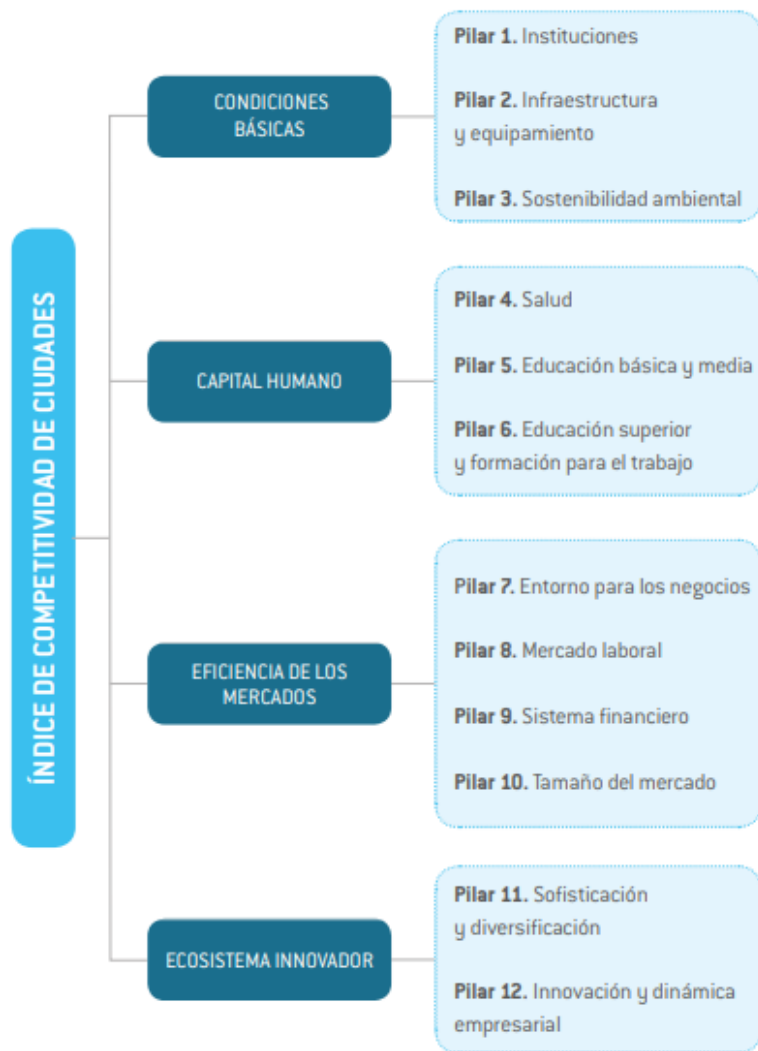 ÍNDICE DE COMPETITIVIDAD DE CIUDADES
CONDICIONES
BÁSICAS
Pilar 1. Instituciones
Pilar 2. Infraestructura
y equipamiento
Pilar 3. Sostenibilidad ambiental
CAPITAL HUMANO
Pilar 4. Salud
Pilar 5. Educación básica y media
Pilar 6. Educación superior
y formación para el trabajo
EFICIENCIA DE LOS
MERCADOS
Pilar 7. Entorno para los negocios
Pilar 8. Mercado laboral
Pilar 9. Sistema financiero
Pilar 10. Tamaño del mercado
ECOSISTEMA INNOVADOR
Pilar 11. Sofisticación
y diversificación
Pilar 12. Innovación y dinámica
empresarial